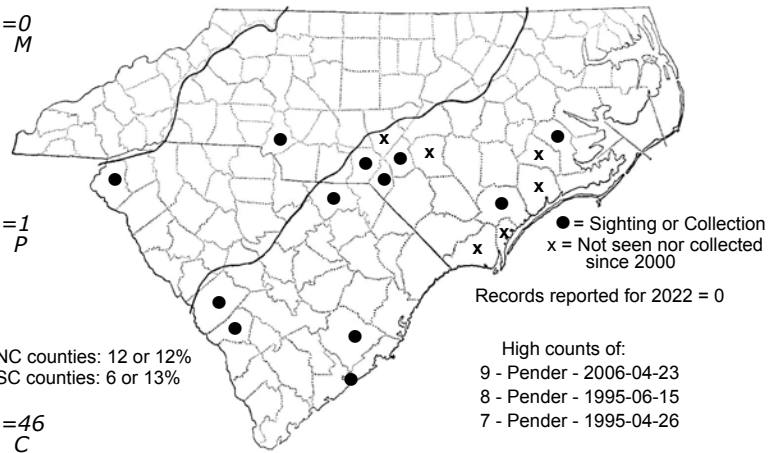 =0
M
=1
P
● = Sighting or Collection
x = Not seen nor collected
since 2000
Records reported for 2022 = 0
NC counties: 12 or 12%
SC counties: 6 or 13%
High counts of:
9 - Pender - 2006-04-23
8 - Pender - 1995-06-15
7 - Pender - 1995-04-26
=46
C